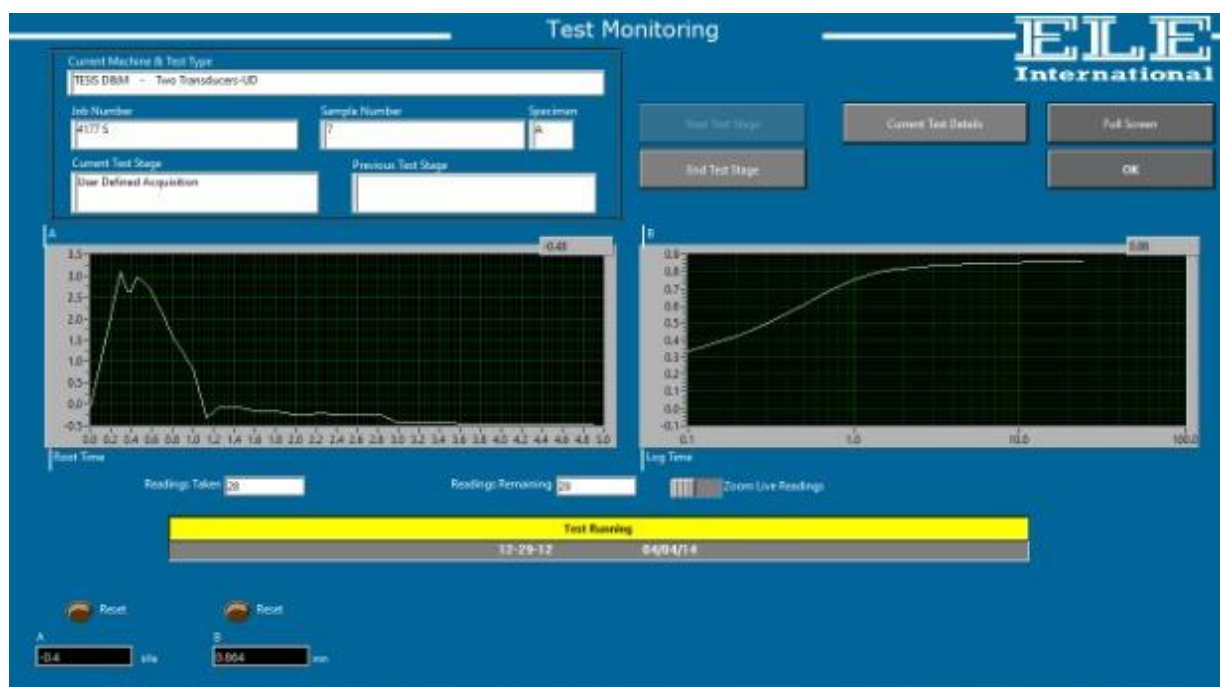 Test Monitoring
ELE
International
Current Machine & Test Type
Two Transducers-UD
Job Number
Sample Number
Specimen
4177 S
7
A
Current Test Stage
Previous Test Stage
User Defined Acquisition
Start Test Stage
Current Test Details
Full Screen
End Test Stage
OK
A
-0.48
3.5
3.0
2.5
2.0
1.5
1.0
0.5
0.0
-0.5
0.0 0.2 0.4 0.6 0.8 1.0 1.2 1.4 1.6 1.8 2.0 2.2 2.4 2.6 2.8 3.0 3.2 3.4 3.6 3.8 4.0 4.2 4.4 4.6 4.8 5.0
Root Time
B
0.86
0.9
0.8
0.7
0.6
0.5
0.4
0.3
0.2
0.1
0.0
-0.1
0.1 1.0 10.0 100.0
Log Time
Readings Taken 28
Readings Remaining
Zoom Live Readings
Test Running
12-29-12 04/04/14
Reset Reset
A B
-0.4 0.864 mm